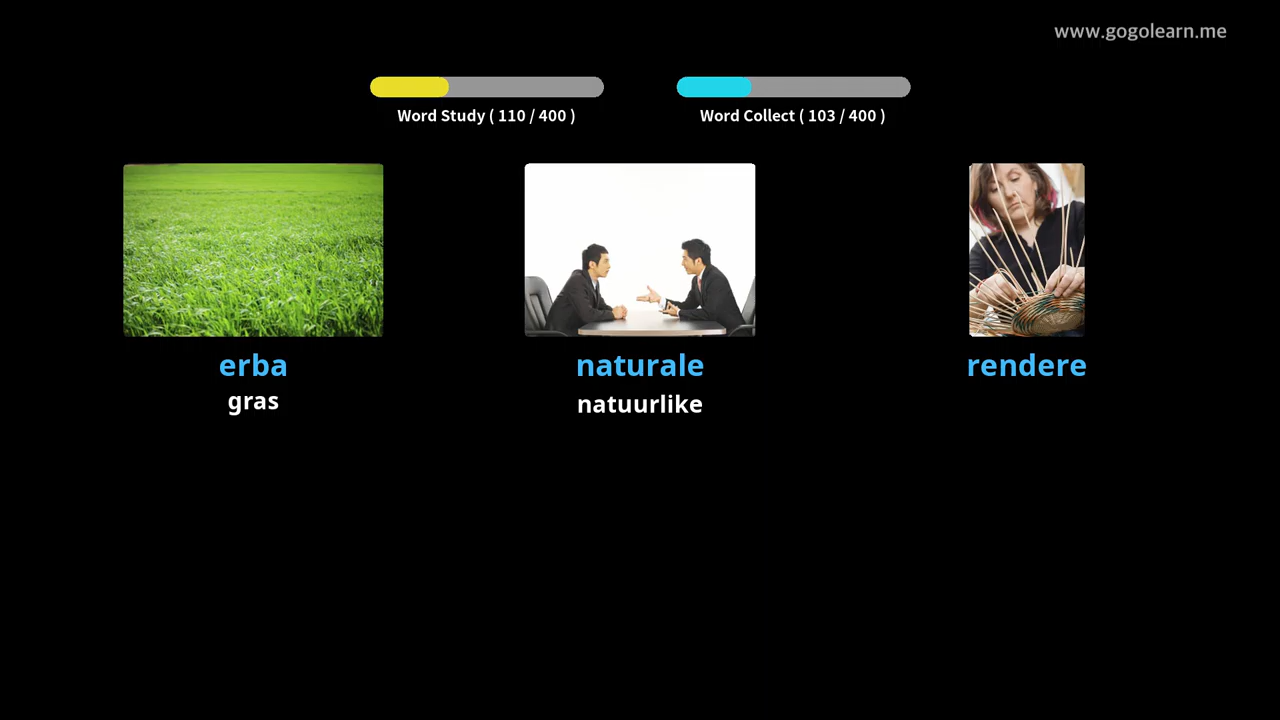 www.gogolearn.me
Word Study ( 110 / 400 )
Word Collect ( 103 / 400 )
erba
naturale
rendere
gras
natuurlike